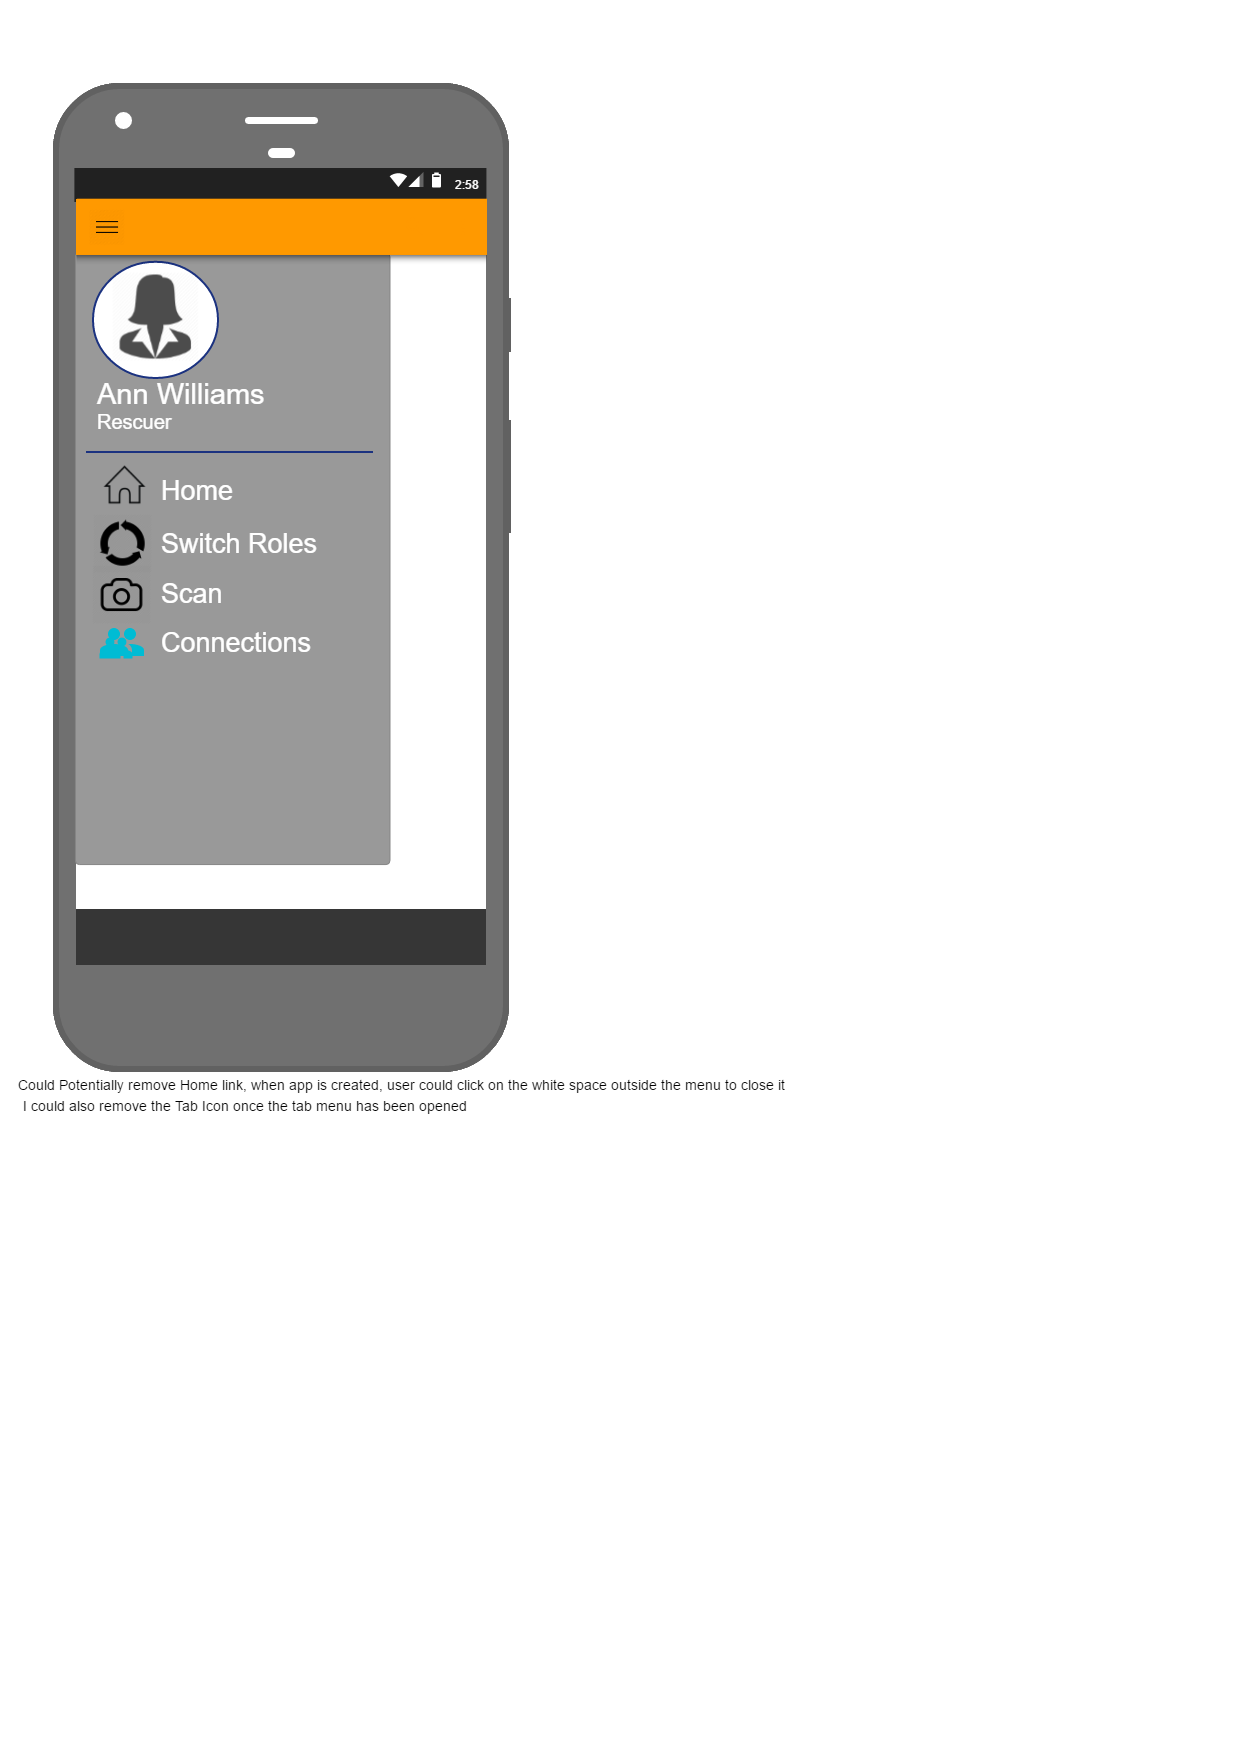 2:58
Ann Williams
Rescuer
Home
Switch Roles
Scan
Connections
Could Potentially remove Home link, when app is created, user could click on the white space outside the menu to close it
I could also remove the Tab Icon once the tab menu has been opened